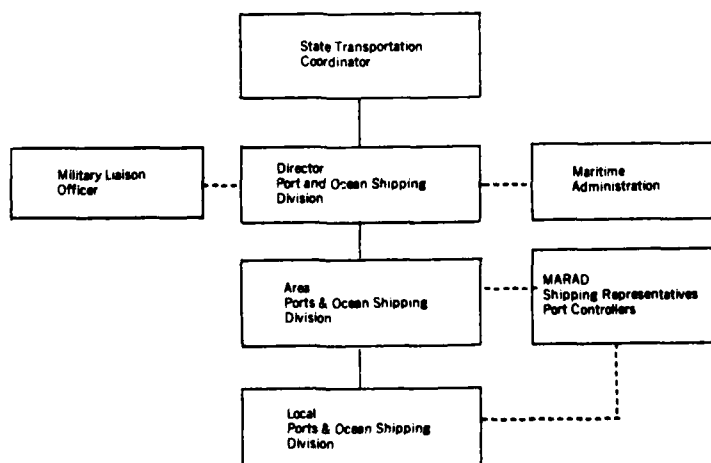 State Transportation
Coordinator
Military Liaison
Officer
Director
Port and Ocean Shipping
Division
Maritime
Administration
Area
Ports & Ocean Shipping
Division
MARAD
Shipping Representatives
Port Controllers
Local
Ports & Ocean Shipping
Division